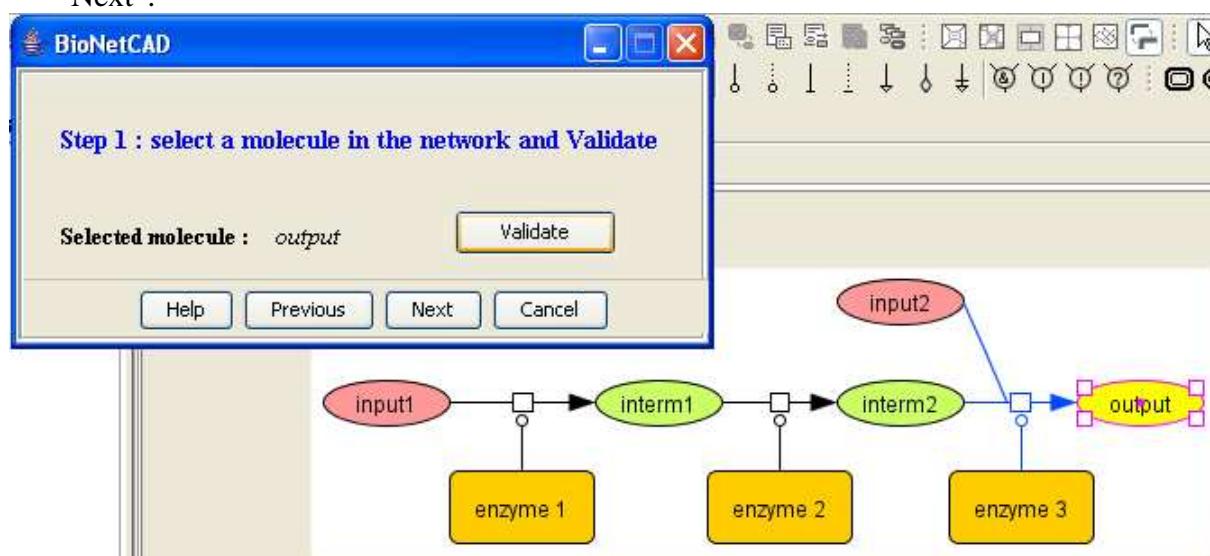 "Next".
BioNetCAD
Step 1 : select a molecule in the network and Validate
Selected molecule : output
Validate
Help
Previous
Next
Cancel
input2
input1
interm1
interm2
output
enzyme 1
enzyme 2
enzyme 3